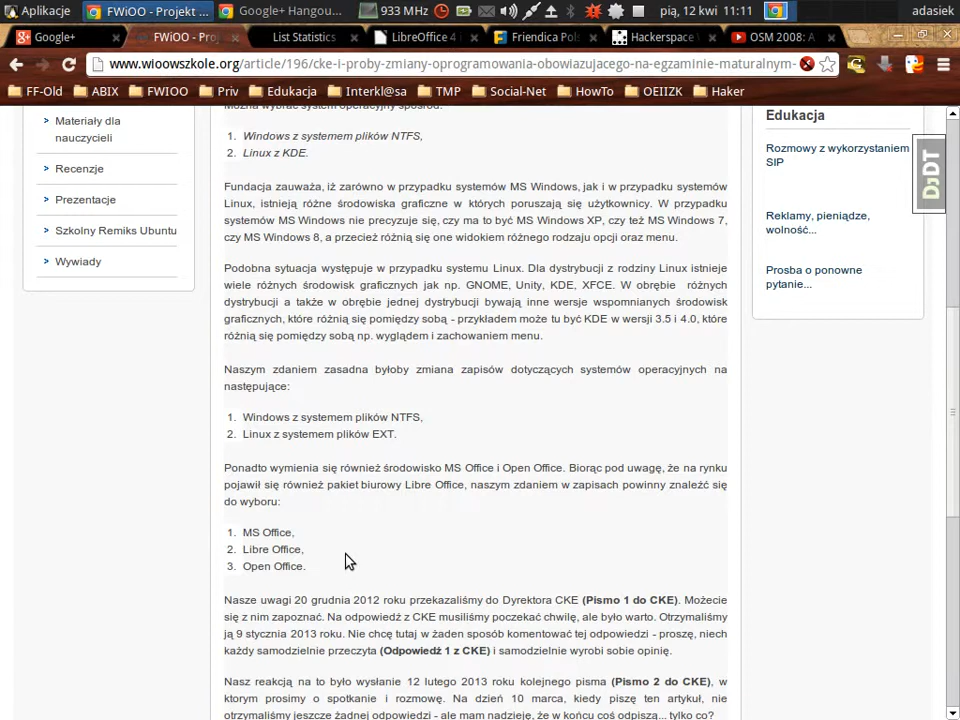 Aplikacje
FWiOO - Projekt ...
Google+ Hangou...
933 MHz
pią, 12 kwi 11:11
adasiek
Google+
FWiOO - Proj
List Statistics
LibreOffice 4
Friendica Pols
Hackerspace V
OSM 2008: A
www.wioowszkole.org/article/196/cke-i-proby-zmiany-oprogramowania-obowiazujacego-na-egzaminie-maturalnym-
FF-Old
ABIX
FWIOO
Priv
Edukacja
Interkl@sa
TMP
Social-Net
HowTo
OEIIZK
Haker
Materiały dla
nauczycieli
Recenzje
Prezentacje
Szkolny Remiks Ubuntu
Wywiady
Można wybrać system operacyjny spośród:
1. Windows z systemem plików NTFS,
2. Linux z KDE.
Fundacja zauważa, iż zarówno w przypadku systemów MS Windows, jak i w przypadku systemów
Linux, istnieją różne środowiska graficzne w których poruszają się użytkownicy. W przypadku
systemów MS Windows nie precyzuje się, czy ma to być MS Windows XP, czy też MS Windows 7,
czy MS Windows 8, a przecież różnią się one widokiem różnego rodzaju opcji oraz menu.
Podobna sytuacja występuje w przypadku systemu Linux. Dla dystrybucji z rodziny Linux istnieje
wiele różnych środowisk graficznych jak np. GNOME, Unity, KDE, XFCE. W obrębie różnych
dystrybucji a także w obrębie jednej dystrybucji bywają inne wersje wspomnianych środowisk
graficznych, które różnią się pomiędzy sobą - przykładem może tu być KDE w wersji 3.5 i 4.0, które
różnią się pomiędzy sobą np. wyglądem i zachowaniem menu.
Naszym zdaniem zasadna byłoby zmiana zapisów dotyczących systemów operacyjnych na
następujące:
1. Windows z systemem plików NTFS,
2. Linux z systemem plików EXT.
Ponadto wymienia się również środowisko MS Office i Open Office. Biorąc pod uwagę, że na rynku
pojawił się również pakiet biurowy Libre Office, naszym zdaniem w zapisach powinny znaleźć się
do wyboru:
1. MS Office,
2. Libre Office,
3. Open Office.
Nasze uwagi 20 grudnia 2012 roku przekazaliśmy do Dyrektora CKE (Pismo 1 do CKE). Możecie
się z nim zapoznać. Na odpowiedź z CKE musiliśmy poczekać chwilę, ale było warto. Otrzymaliśmy
ją 9 stycznia 2013 roku. Nie chcę tutaj w żaden sposób komentować tej odpowiedzi - proszę, niech
każdy samodzielnie przeczyta (Odpowiedź 1 z CKE) i samodzielnie wyrobi sobie opinię.
Nasz reakcją na to było wysłanie 12 lutego 2013 roku kolejnego pisma (Pismo 2 do CKE), w
ktorym prosimy o spotkanie i rozmowę. Na dzień 10 marca, kiedy piszę ten artykuł, nie
otrzymaliśmy jeszcze żadnej odpowiedzi - ale mam nadzieję, że w końcu coś odpiszą... tylko co?
Edukacja
Rozmowy z wykorzystaniem
SIP
Reklamy, pieniądze,
wolność...
Prosba o ponowne
pytanie...
DJDT